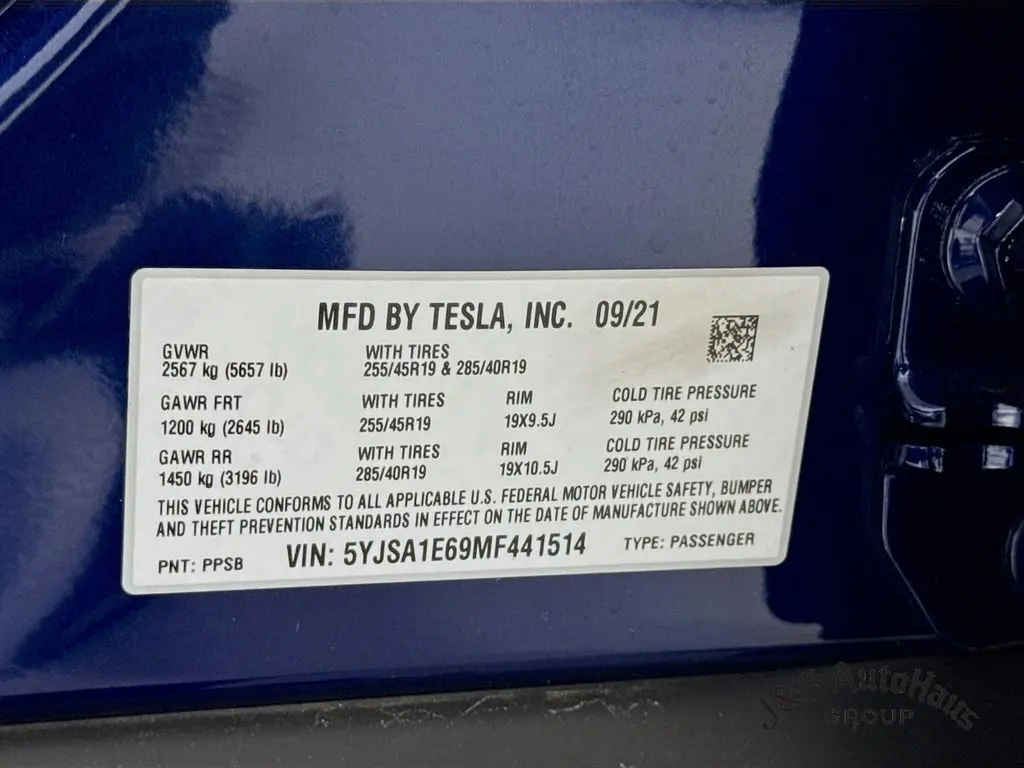 MFD BY TESLA, INC. 09/21
GVWR WITH TIRES
2567 kg (5657 lb) 255/45R19 & 285/40R19
GAWR FRT WITH TIRES RIM COLD TIRE PRESSURE
1200 kg (2645 lb) 255/45R19 19X9.5J 290 kPa, 42 psi
GAWR RR WITH TIRES RIM COLD TIRE PRESSURE
1450 kg (3196 lb) 285/40R19 19X10.5J 290 kPa, 42 psi
THIS VEHICLE CONFORMS TO ALL APPLICABLE U.S. FEDERAL MOTOR VEHICLE SAFETY, BUMPER
AND THEFT PREVENTION STANDARDS IN EFFECT ON THE DATE OF MANUFACTURE SHOWN ABOVE.
PNT: PPSB VIN: 5YJSA1E69MF441514 TYPE: PASSENGER
AutoHaus
GROUP